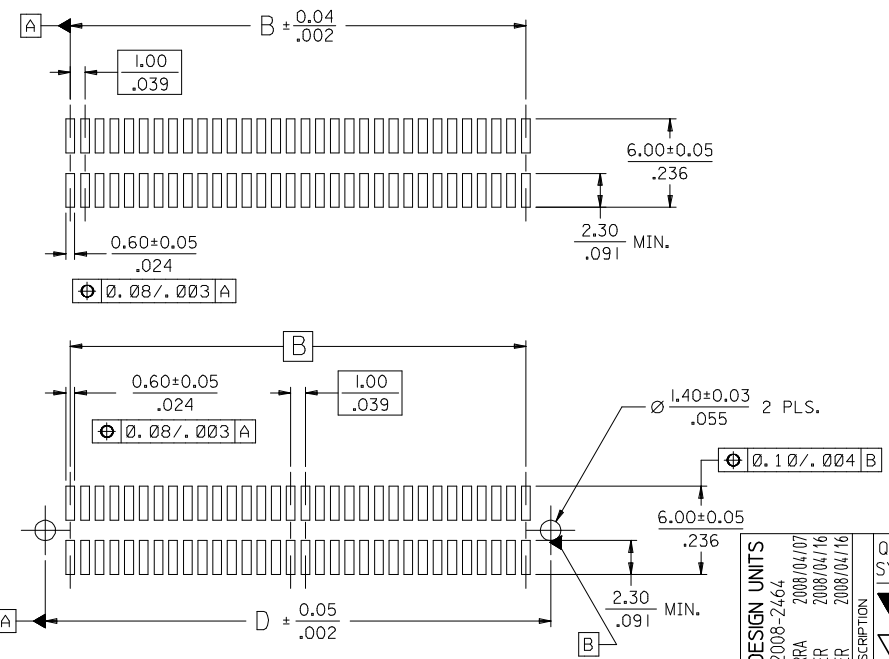 A
B ±0.04
.002
1.00
.039
6.00±0.05
.236
2.30 MIN.
.091
0.60±0.05
.024
⌖ Ø.08/.003 A
B
0.60±0.05
.024
1.00
.039
⌖ Ø.08/.003 A
Ø 1.40±0.03 2 PLS.
.055
⌖ Ø.10/.004 B
6.00±0.05
.236
2.30 MIN.
.091
A
D ±0.05
.002
B
DESIGN UNITS
2008-2464
2008/04/07
2008/04/16
2008/04/16